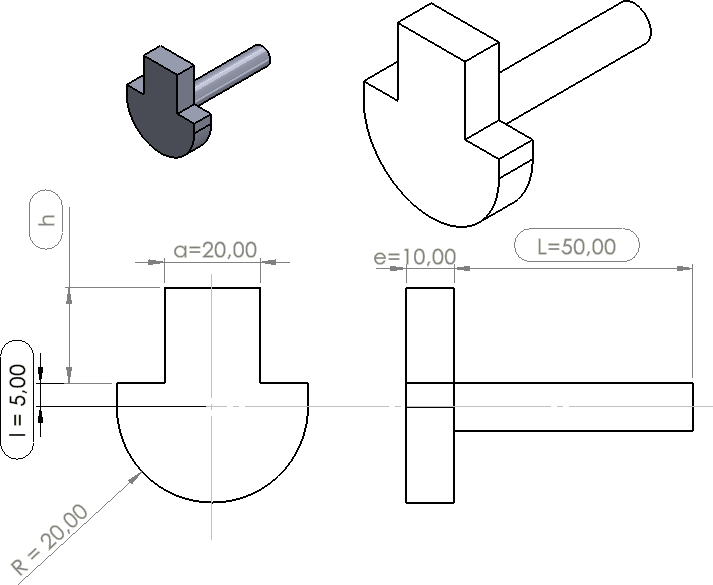 h
a=20,00
e=10,00
L=50,00
l = 5,00
R = 20,00